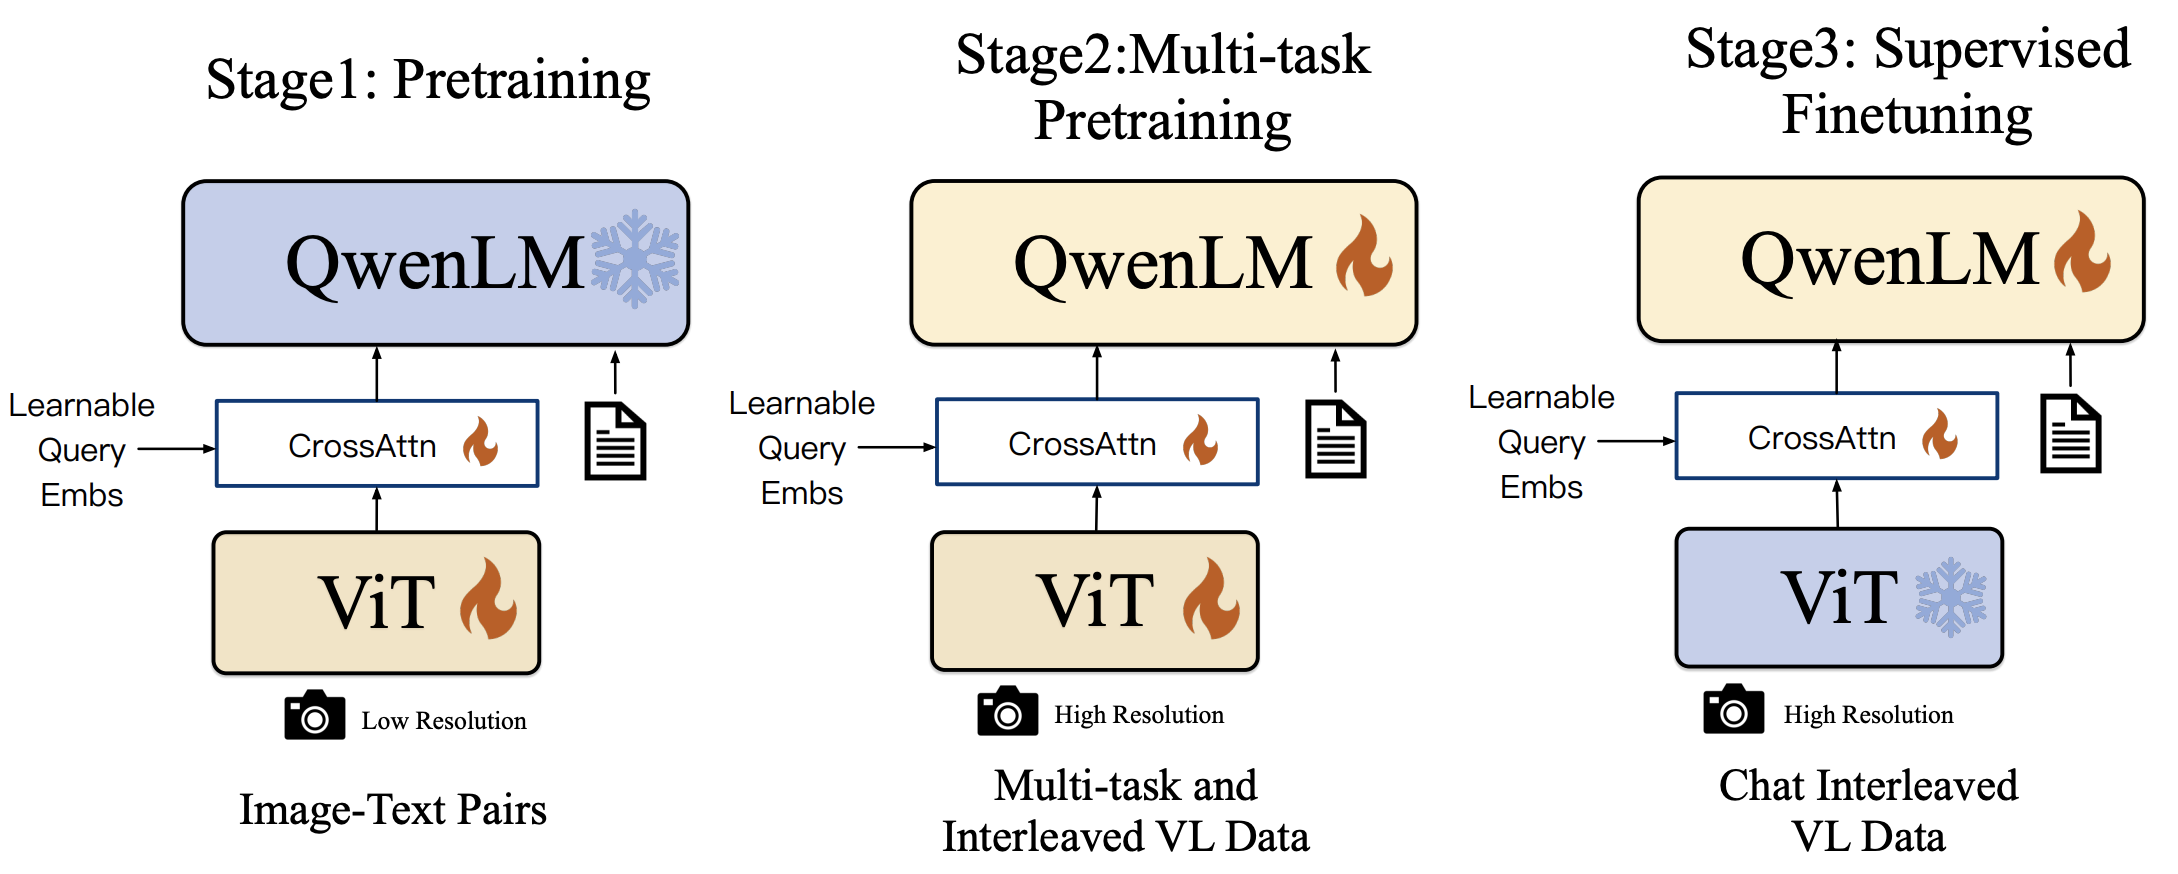 Stage1: Pretraining
QwenLM
Learnable
Query
Embs
CrossAttn
ViT
Low Resolution
Image-Text Pairs
Stage2:Multi-task
Pretraining
QwenLM
Learnable
Query
Embs
CrossAttn
ViT
High Resolution
Multi-task and
Interleaved VL Data
Stage3: Supervised
Finetuning
QwenLM
Learnable
Query
Embs
CrossAttn
ViT
High Resolution
Chat Interleaved
VL Data